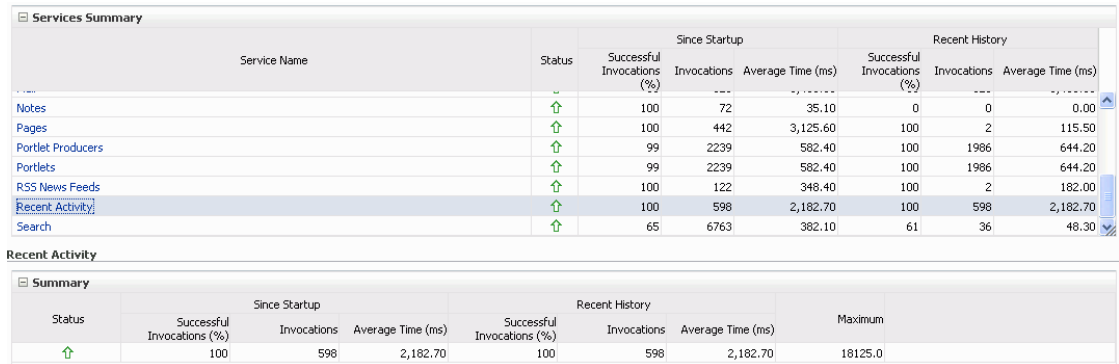 Services Summary
Since Startup Recent History
Service Name Status Successful Invocations (%) Invocations Average Time (ms) Successful Invocations (%) Invocations Average Time (ms)
Notes 100 72 35.10 0 0 0.00
Pages 100 442 3,125.60 100 2 115.50
Portlet Producers 99 2239 582.40 100 1986 644.20
Portlets 99 2239 582.40 100 1986 644.20
RSS News Feeds 100 122 348.40 100 2 182.00
Recent Activity 100 598 2,182.70 100 598 2,182.70
Search 65 6763 382.10 61 36 48.30
Recent Activity
Summary
Since Startup Recent History
Status Successful Invocations (%) Invocations Average Time (ms) Successful Invocations (%) Invocations Average Time (ms) Maximum
100 598 2,182.70 100 598 2,182.70 18125.0